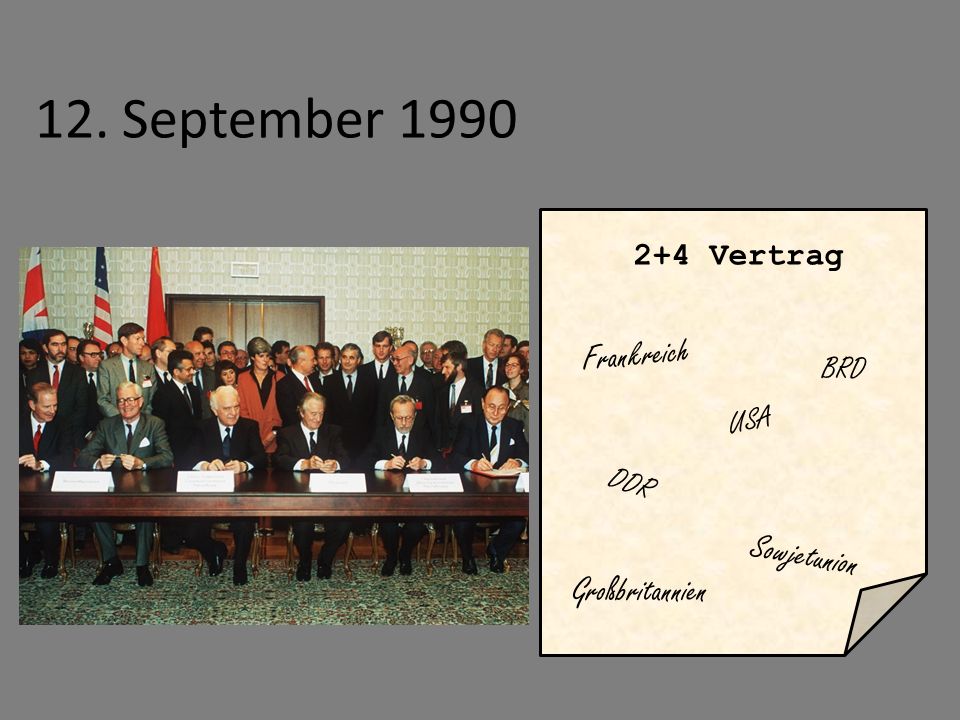 12. September 1990
2+4 Vertrag
Frankreich
BRD
USA
DDR
Sowjetunion
Großbritannien